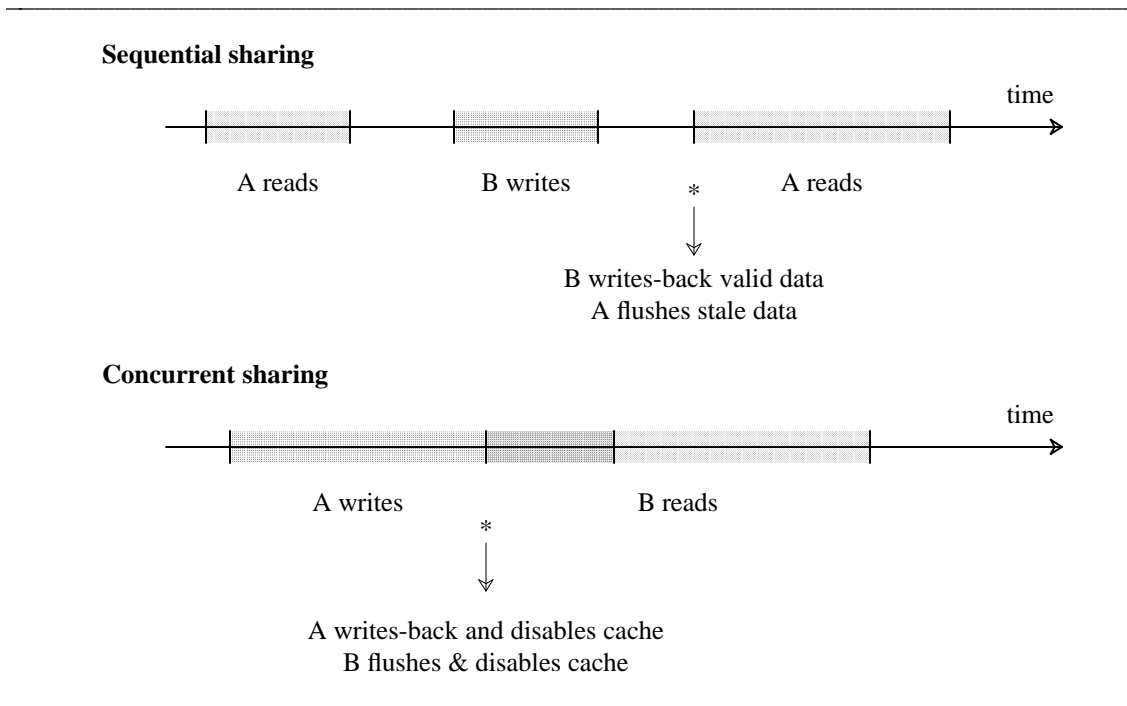 Sequential sharing
time
A reads B writes A reads
*
B writes-back valid data
A flushes stale data
Concurrent sharing
time
A writes B reads
*
A writes-back and disables cache
B flushes & disables cache